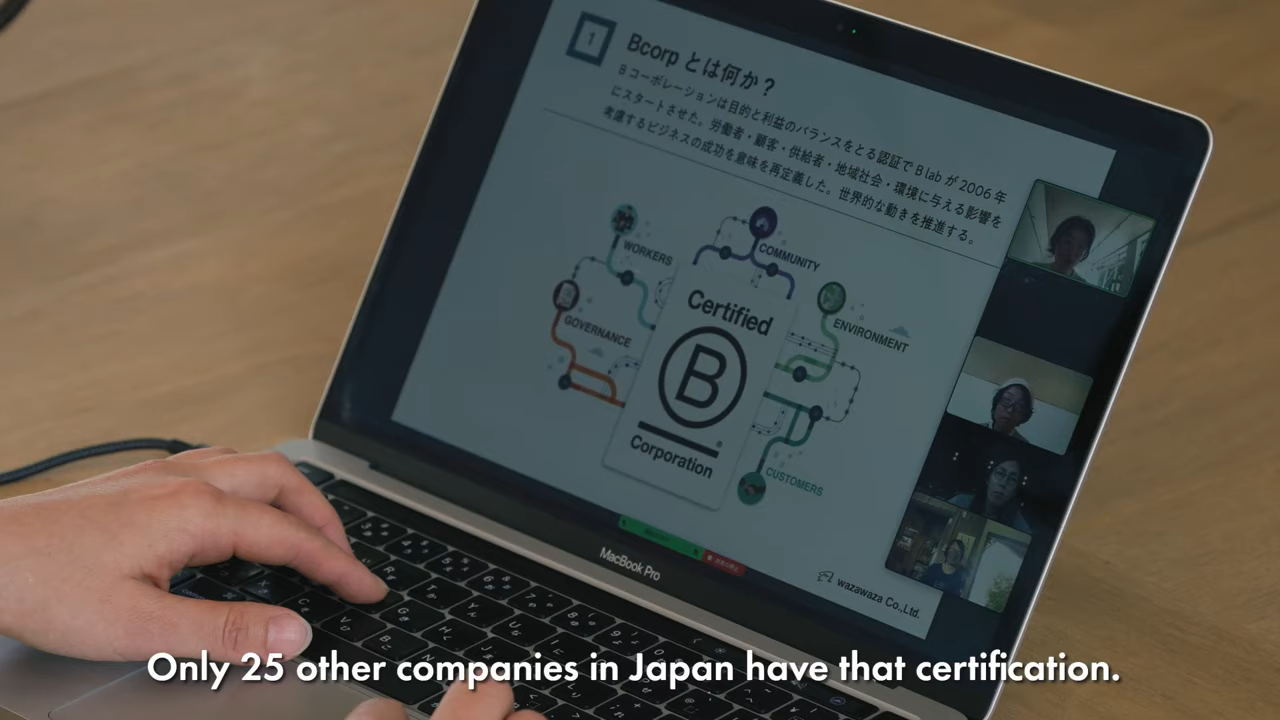 1
Bcorp とは何か？
B コーポレーションは目的と利益のバランスをとる認証で B lab が 2006 年
にスタートさせた。労働者・顧客・供給者・地域社会・環境に与える影響を
考慮するビジネスの成功を意味を再定義した。世界的な動きを推進する。
WORKERS
COMMUNITY
GOVERNANCE
ENVIRONMENT
Certified
B
Corporation
CUSTOMERS
MacBook Pro
wazawaza Co.,Ltd.
Only 25 other companies in Japan have that certification.